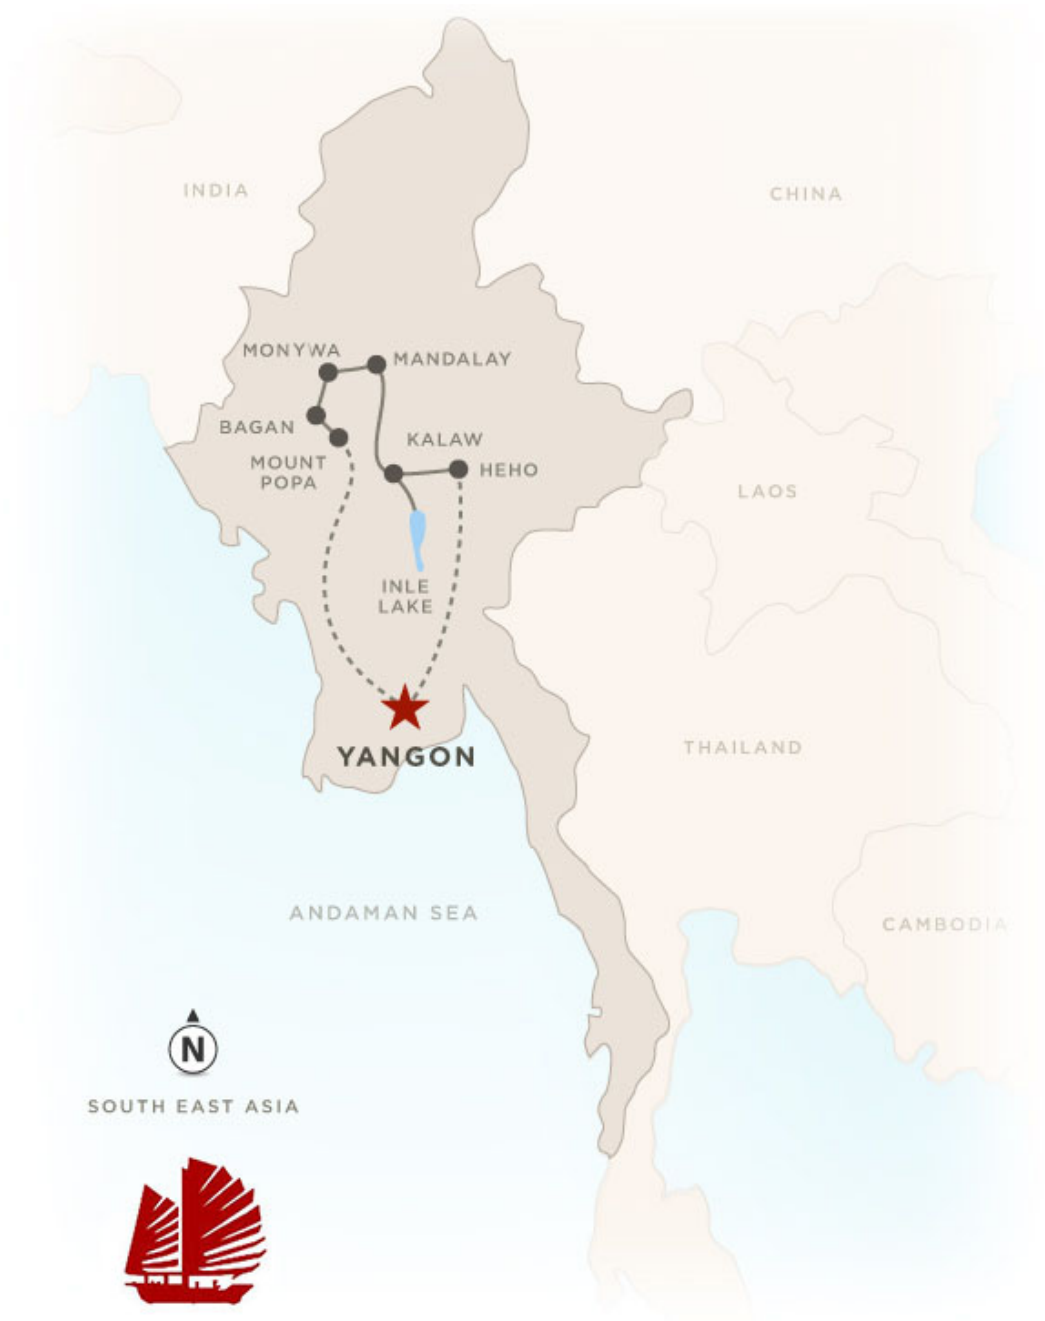 INDIA
CHINA
MONYWA
MANDALAY
BAGAN
KALAW
MOUNT
POPA
HEHO
LAOS
INLE
LAKE
YANGON
THAILAND
ANDAMAN SEA
CAMBODIA
N
SOUTH EAST ASIA